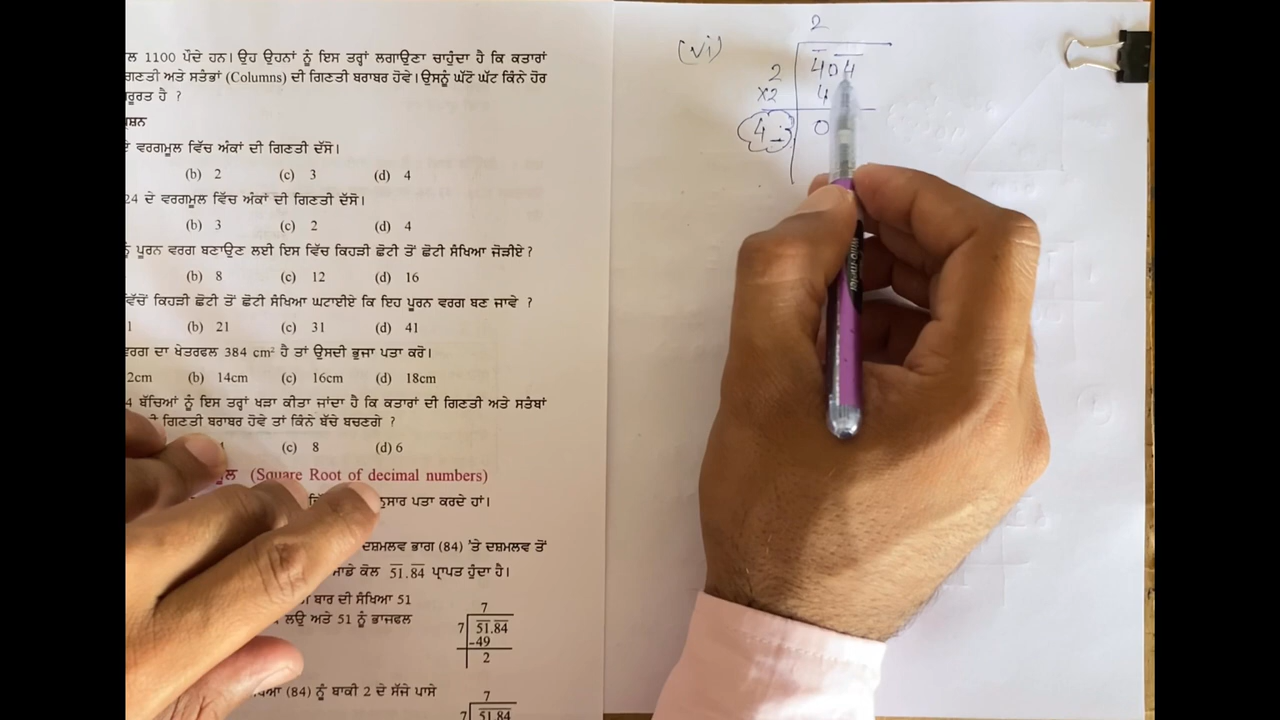 ਲ 1100 ਪੌਦੇ ਹਨ। ਉਹ ਉਹਨਾਂ ਨੂੰ ਇਸ ਤਰ੍ਹਾਂ ਲਗਾਉਣਾ ਚਾਹੁੰਦਾ ਹੈ ਕਿ ਕਤਾਰਾਂ
ਗਿਣਤੀ ਅਤੇ ਸਤੰਭਾਂ (Columns) ਦੀ ਗਿਣਤੀ ਬਰਾਬਰ ਹੋਵੇ। ਉਸਨੂੰ ਘੱਟੋ ਘੱਟ ਕਿੰਨੇ ਹੋਰ
ਰੂਰਤ ਹੈ ?
ਸ਼ਨ
ਦੇ ਵਰਗਮੂਲ ਵਿੱਚ ਅੰਕਾਂ ਦੀ ਗਿਣਤੀ ਦੱਸੋ।
(b) 2 (c) 3 (d) 4
24 ਦੇ ਵਰਗਮੂਲ ਵਿੱਚ ਅੰਕਾਂ ਦੀ ਗਿਣਤੀ ਦੱਸੋ।
(b) 3 (c) 2 (d) 4
ਨੂੰ ਪੂਰਨ ਵਰਗ ਬਣਾਉਣ ਲਈ ਇਸ ਵਿੱਚ ਕਿਹੜੀ ਛੋਟੀ ਤੋਂ ਛੋਟੀ ਸੰਖਿਆ ਜੋੜੀਏ ?
(b) 8 (c) 12 (d) 16
ਵਿੱਚੋਂ ਕਿਹੜੀ ਛੋਟੀ ਤੋਂ ਛੋਟੀ ਸੰਖਿਆ ਘਟਾਈਏ ਕਿ ਇਹ ਪੂਰਨ ਵਰਗ ਬਣ ਜਾਵੇ ?
1 (b) 21 (c) 31 (d) 41
ਵਰਗ ਦਾ ਖੇਤਰਫਲ 384 cm² ਹੈ ਤਾਂ ਉਸਦੀ ਭੁਜਾ ਪਤਾ ਕਰੋ।
2cm (b) 14cm (c) 16cm (d) 18cm
4 ਬੱਚਿਆਂ ਨੂੰ ਇਸ ਤਰ੍ਹਾਂ ਖੜਾ ਕੀਤਾ ਜਾਂਦਾ ਹੈ ਕਿ ਕਤਾਰਾਂ ਦੀ ਗਿਣਤੀ ਅਤੇ ਸਤੰਬਾਂ
ਗਿਣਤੀ ਬਰਾਬਰ ਹੋਵੇ ਤਾਂ ਕਿੰਨੇ ਬੱਚੇ ਬਚਣਗੇ ?
(c) 8 (d) 6
ਮੂਲ (Square Root of decimal numbers)
ਨੁਸਾਰ ਪਤਾ ਕਰਦੇ ਹਾਂ।
ਦਸ਼ਮਲਵ ਭਾਗ (84) 'ਤੇ ਦਸ਼ਮਲਵ ਤੋਂ
ਸਾਡੇ ਕੋਲ 51.84 ਪ੍ਰਾਪਤ ਹੁੰਦਾ ਹੈ।
ਬਾਰ ਦੀ ਸੰਖਿਆ 51
ਲਉ ਅਤੇ 51 ਨੂੰ ਭਾਜਫਲ
7
7 51.84
-49
2
(84) ਨੂੰ ਬਾਕੀ 2 ਦੇ ਸੱਜੇ ਪਾਸੇ
7
7 51.84
(vi)
2
2 404
×2 4
4 0